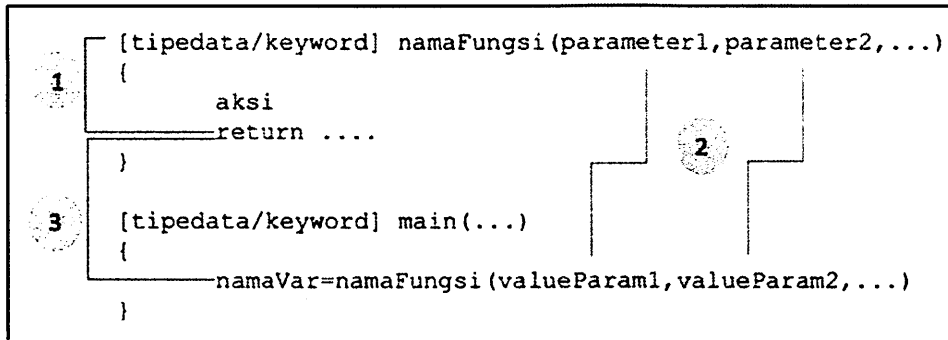 [tipedata/keyword] namaFungsi(parameter1,parameter2,...)
1 {
aksi
return ....
2
}
3 [tipedata/keyword] main(...)
{
namaVar=namaFungsi(valueParam1,valueParam2,...)
}